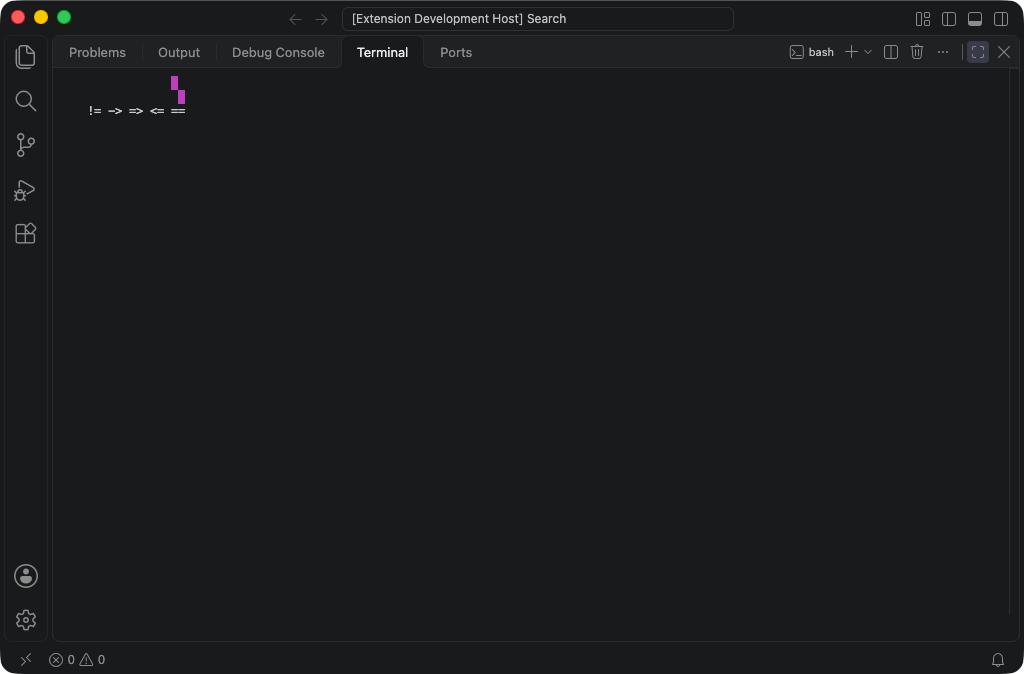 [Extension Development Host] Search
Problems Output Debug Console Terminal Ports bash
!= -> => <= ==
0 0